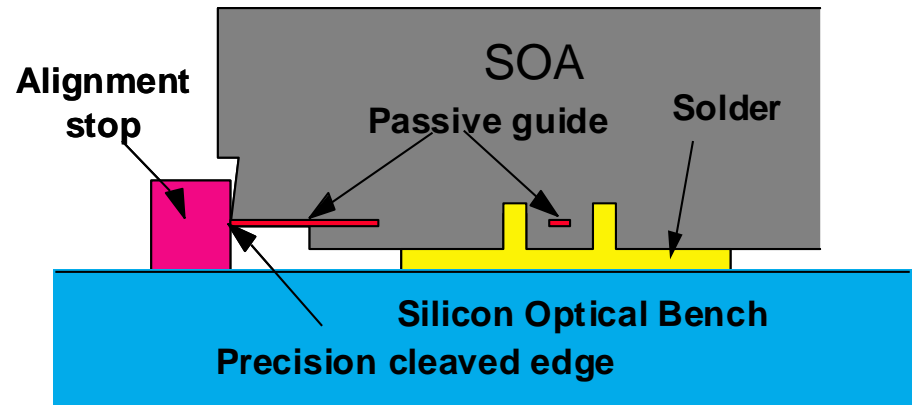 SOA
Alignment
stop
Passive guide
Solder
Silicon Optical Bench
Precision cleaved edge